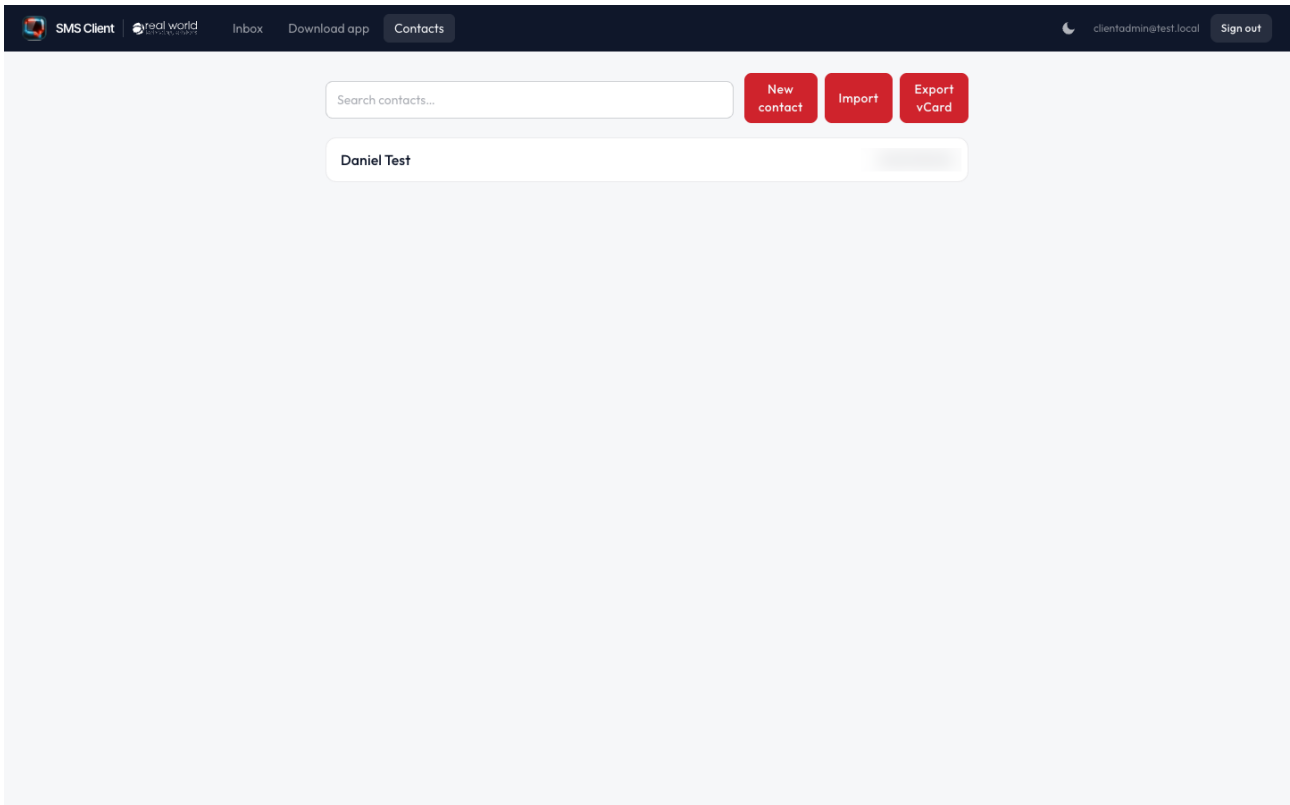 SMS Client
real world
Inbox
Download app
Contacts
clientadmin@test.local
Sign out
Search contacts...
New
contact
Import
Export
vCard
Daniel Test